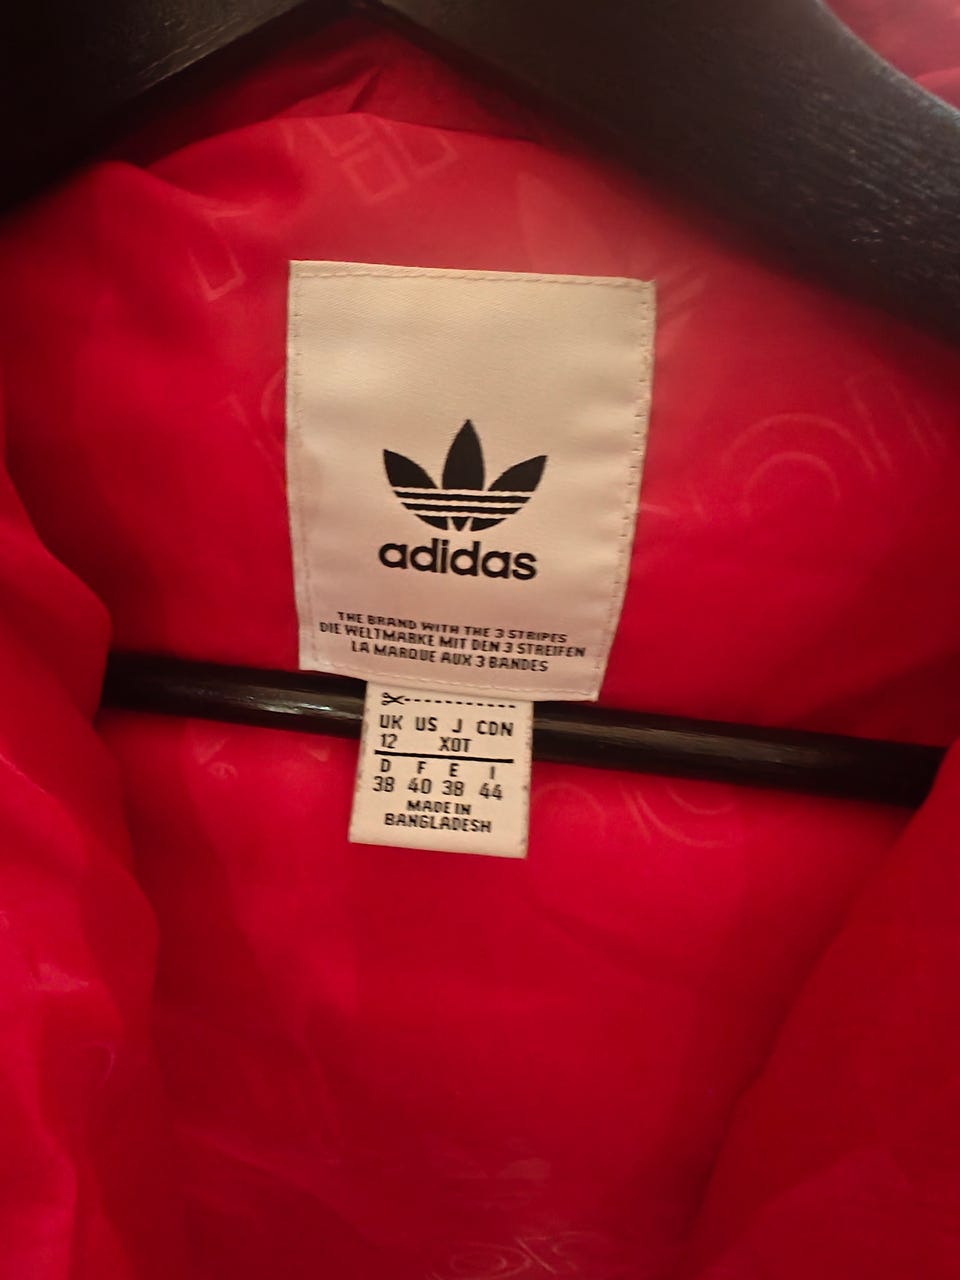 adidas
THE BRAND WITH THE 3 STRIPES
DIE WELTMARKE MIT DEN 3 STREIFEN
LA MARQUE AUX 3 BANDES
UK US J CDN
12 XOT
D F E I
38 40 38 44
MADE IN
BANGLADESH